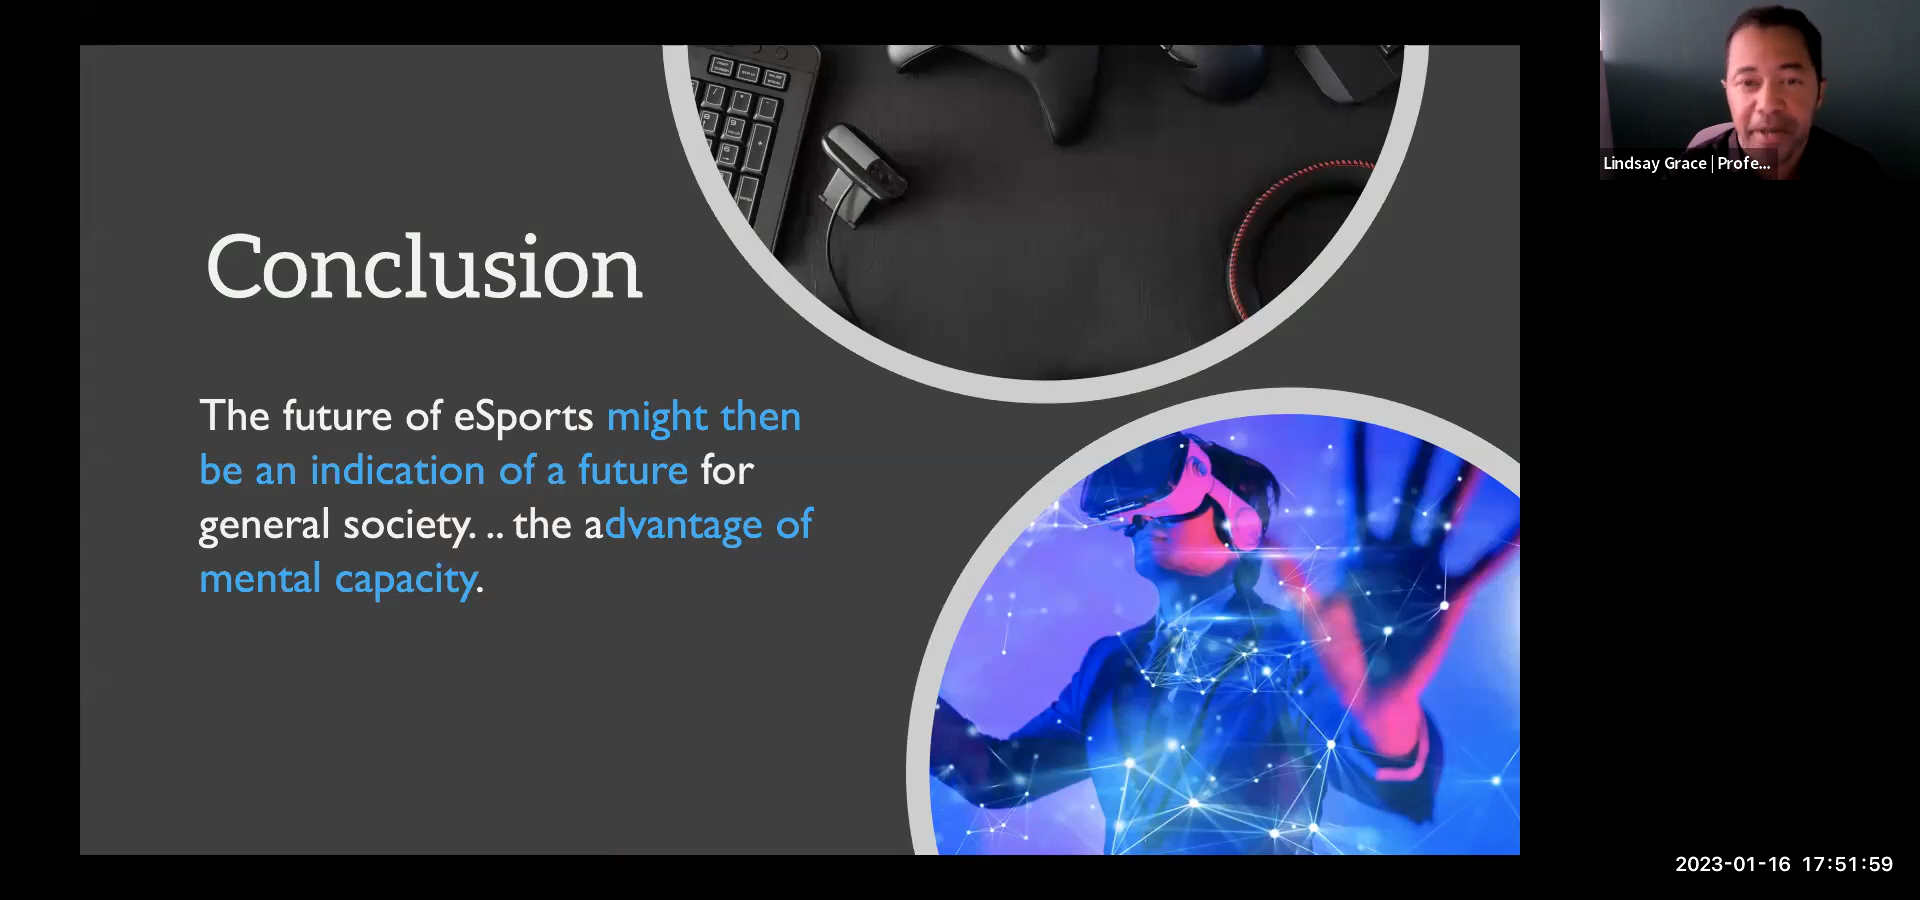 Conclusion
The future of eSports might then
be an indication of a future for
general society. .. the advantage of
mental capacity.
Lindsay Grace | Profe...
2023-01-16 17:51:59